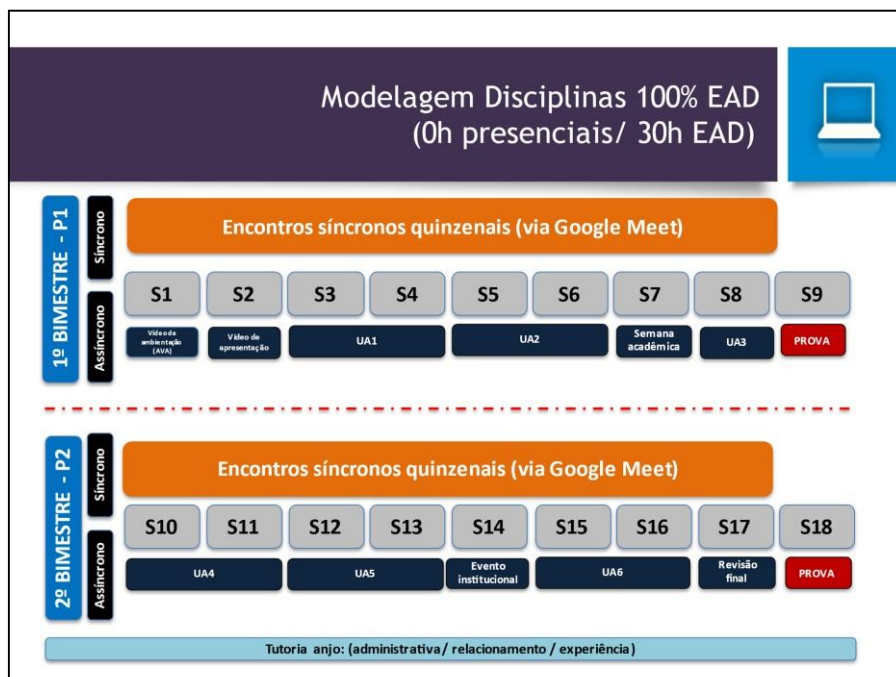 Modelagem Disciplinas 100% EAD
(0h presenciais/ 30h EAD)
1º BIMESTRE - P1
Síncrono
Encontros síncronos quinzenais (via Google Meet)
S1 S2 S3 S4 S5 S6 S7 S8 S9
Assíncrono
Vídeo de
ambientação
(AVA)
Vídeo de
apresentação
UA1
UA2
Semana
acadêmica
UA3
PROVA
2º BIMESTRE - P2
Síncrono
Encontros síncronos quinzenais (via Google Meet)
S10 S11 S12 S13 S14 S15 S16 S17 S18
Assíncrono
UA4
UA5
Evento
institucional
UA6
Revisão
final
PROVA
Tutoria anjo: (administrativa/ relacionamento / experiência)